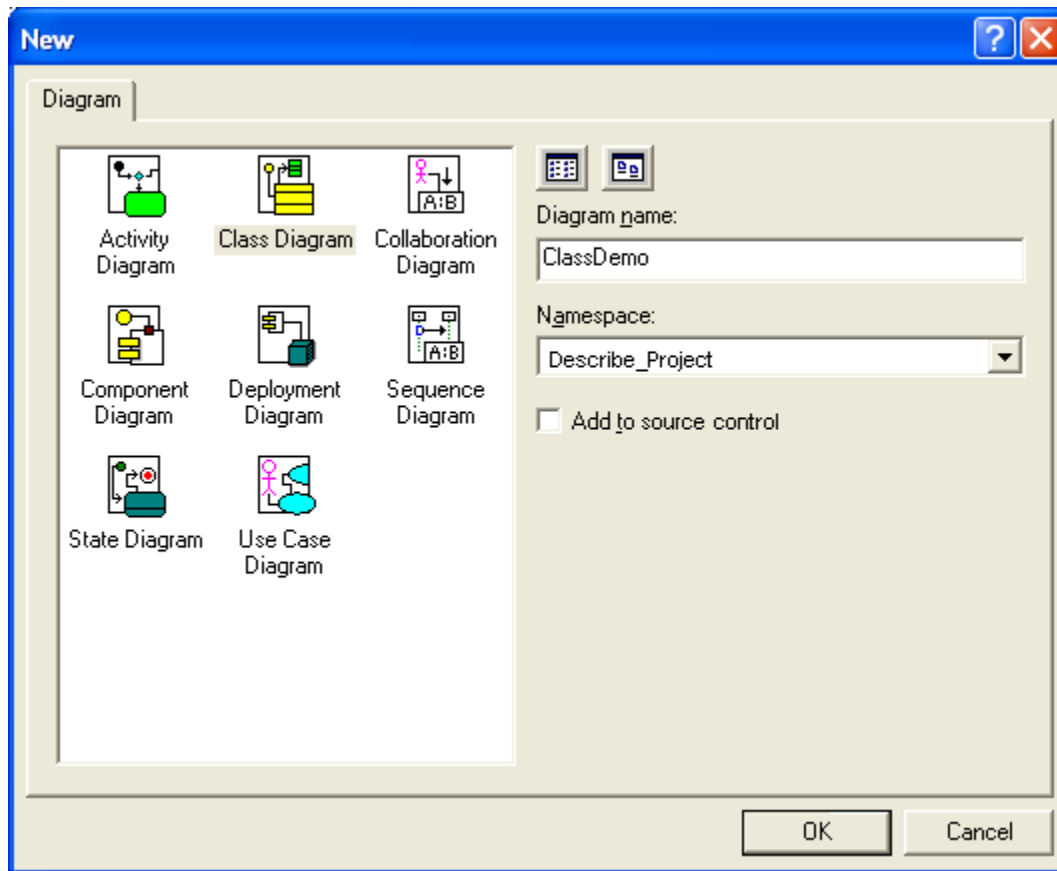 New
Diagram
Activity
Diagram
Class Diagram
Collaboration
Diagram
Component
Diagram
Deployment
Diagram
Sequence
Diagram
State Diagram
Use Case
Diagram
Diagram name:
ClassDemo
Namespace:
Describe_Project
Add to source control
OK
Cancel